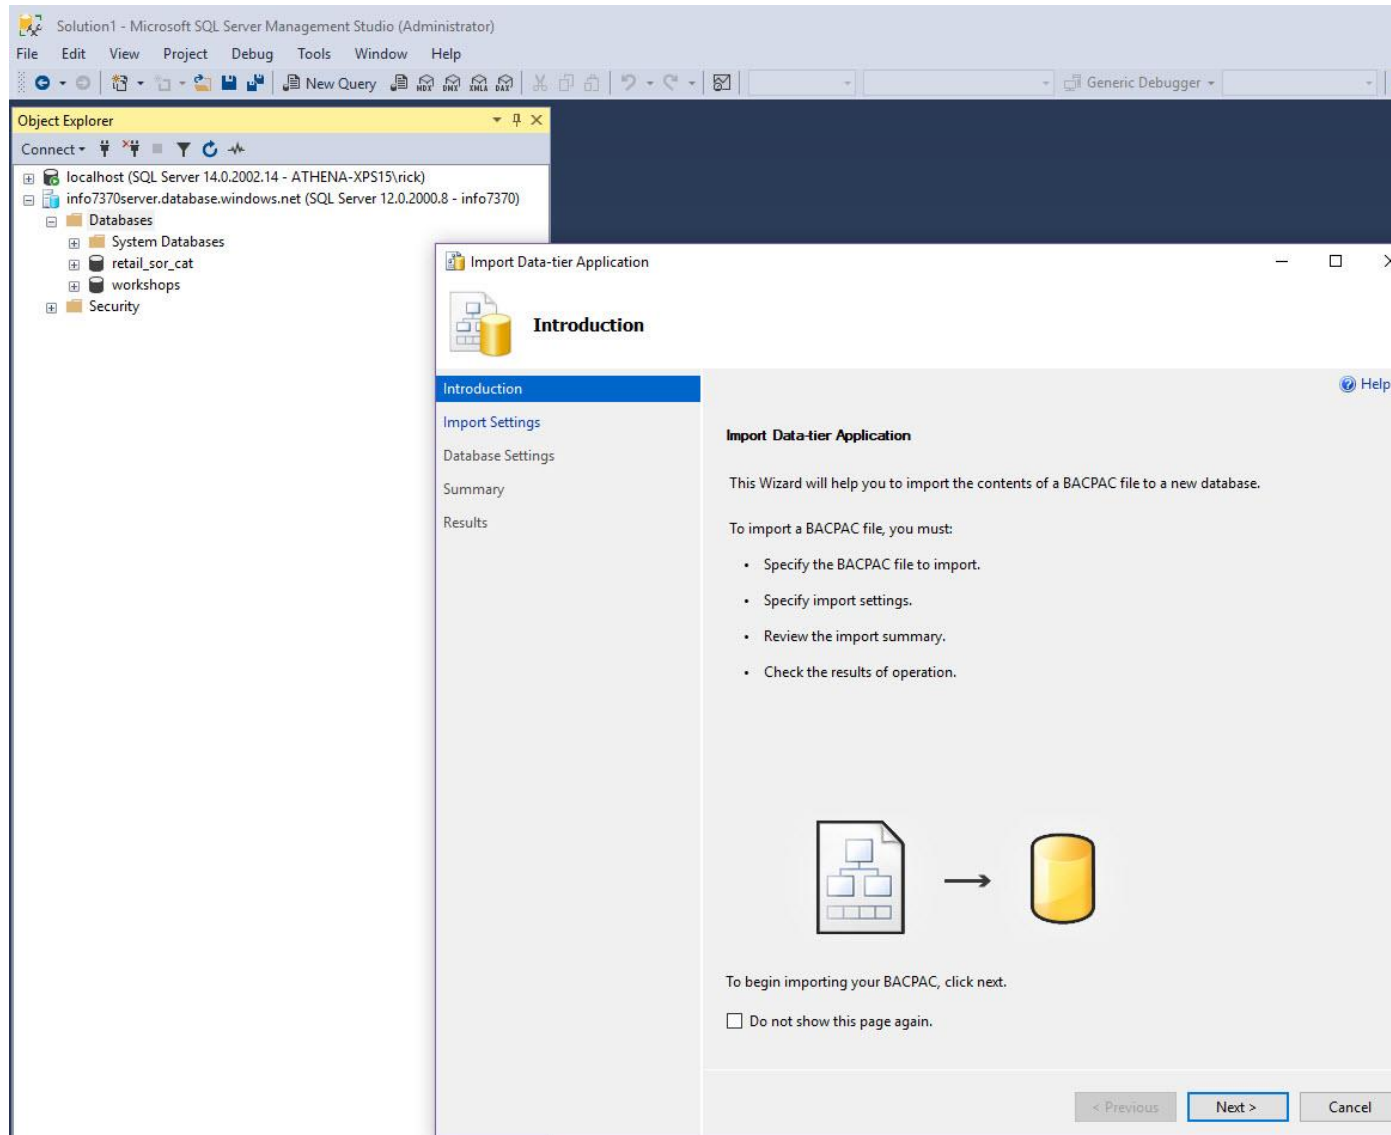 Solution1 - Microsoft SQL Server Management Studio (Administrator)
File Edit View Project Debug Tools Window Help
New Query MDX DMX XMLA DAX Generic Debugger
Object Explorer
Connect
localhost (SQL Server 14.0.2002.14 - ATHENA-XPS15\rick)
info7370server.database.windows.net (SQL Server 12.0.2000.8 - info7370)
Databases
System Databases
retail_sor_cat
workshops
Security
Import Data-tier Application
Introduction
Introduction
Import Settings
Database Settings
Summary
Results
Help
Import Data-tier Application
This Wizard will help you to import the contents of a BACPAC file to a new database.
To import a BACPAC file, you must:
• Specify the BACPAC file to import.
• Specify import settings.
• Review the import summary.
• Check the results of operation.
To begin importing your BACPAC, click next.
Do not show this page again.
< Previous Next > Cancel